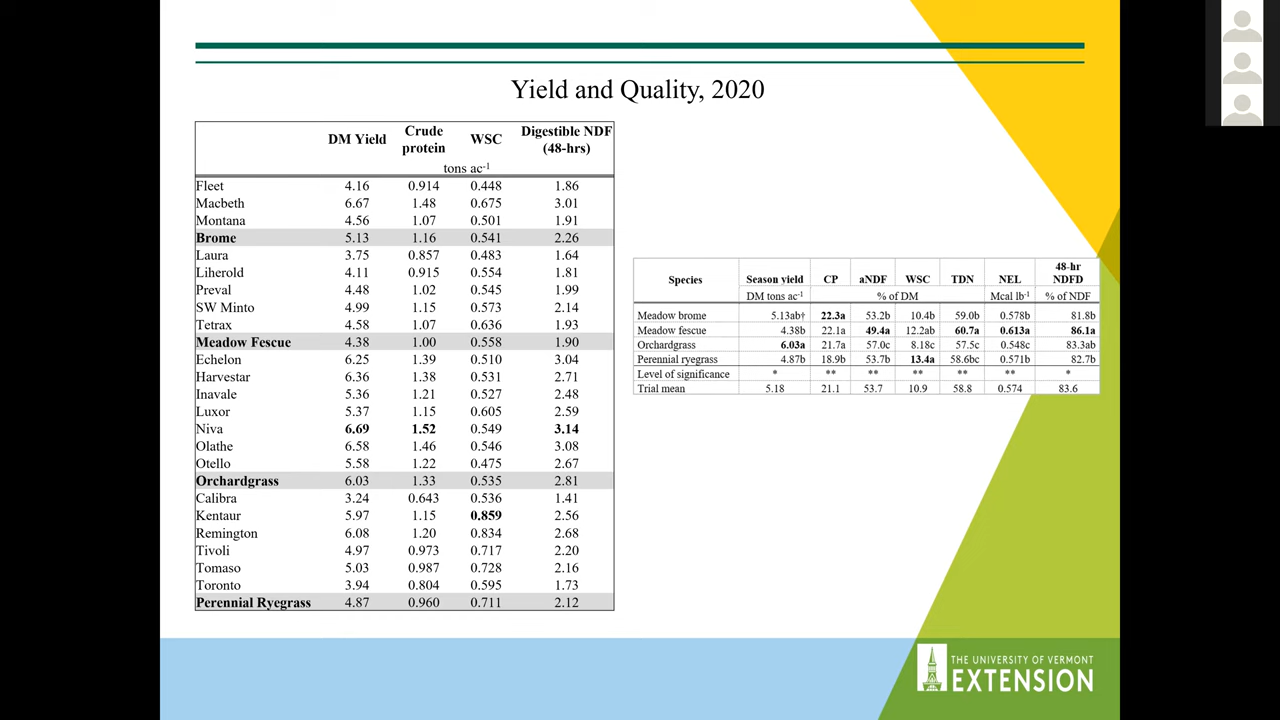 Yield and Quality, 2020
DM Yield Crude protein WSC Digestible NDF (48-hrs)
tons ac-1
Fleet 4.16 0.914 0.448 1.86
Macbeth 6.67 1.48 0.675 3.01
Montana 4.56 1.07 0.501 1.91
Brome 5.13 1.16 0.541 2.26
Laura 3.75 0.857 0.483 1.64
Liherold 4.11 0.915 0.554 1.81
Preval 4.48 1.02 0.545 1.99
SW Minto 4.99 1.15 0.573 2.14
Tetrax 4.58 1.07 0.636 1.93
Meadow Fescue 4.38 1.00 0.558 1.90
Echelon 6.25 1.39 0.510 3.04
Harvestar 6.36 1.38 0.531 2.71
Inavale 5.36 1.21 0.527 2.48
Luxor 5.37 1.15 0.605 2.59
Niva 6.69 1.52 0.549 3.14
Olathe 6.58 1.46 0.546 3.08
Otello 5.58 1.22 0.475 2.67
Orchardgrass 6.03 1.33 0.535 2.81
Calibra 3.24 0.643 0.536 1.41
Kentaur 5.97 1.15 0.859 2.56
Remington 6.08 1.20 0.834 2.68
Tivoli 4.97 0.973 0.717 2.20
Tomaso 5.03 0.987 0.728 2.16
Toronto 3.94 0.804 0.595 1.73
Perennial Ryegrass 4.87 0.960 0.711 2.12
Species Season yield CP aNDF WSC TDN NEL 48-hr NDFD
DM tons ac-1 % of DM Mcal lb-1 % of NDF
Meadow brome 5.13ab† 22.3a 53.2b 10.4b 59.0b 0.578b 81.8b
Meadow fescue 4.38b 22.1a 49.4a 12.2ab 60.7a 0.613a 86.1a
Orchardgrass 6.03a 21.7a 57.0c 8.18c 57.5c 0.548c 83.3ab
Perennial ryegrass 4.87b 18.9b 53.7b 13.4a 58.6bc 0.571b 82.7b
Level of significance * ** ** ** ** ** *
Trial mean 5.18 21.1 53.7 10.9 58.8 0.574 83.6
THE UNIVERSITY OF VERMONT
EXTENSION